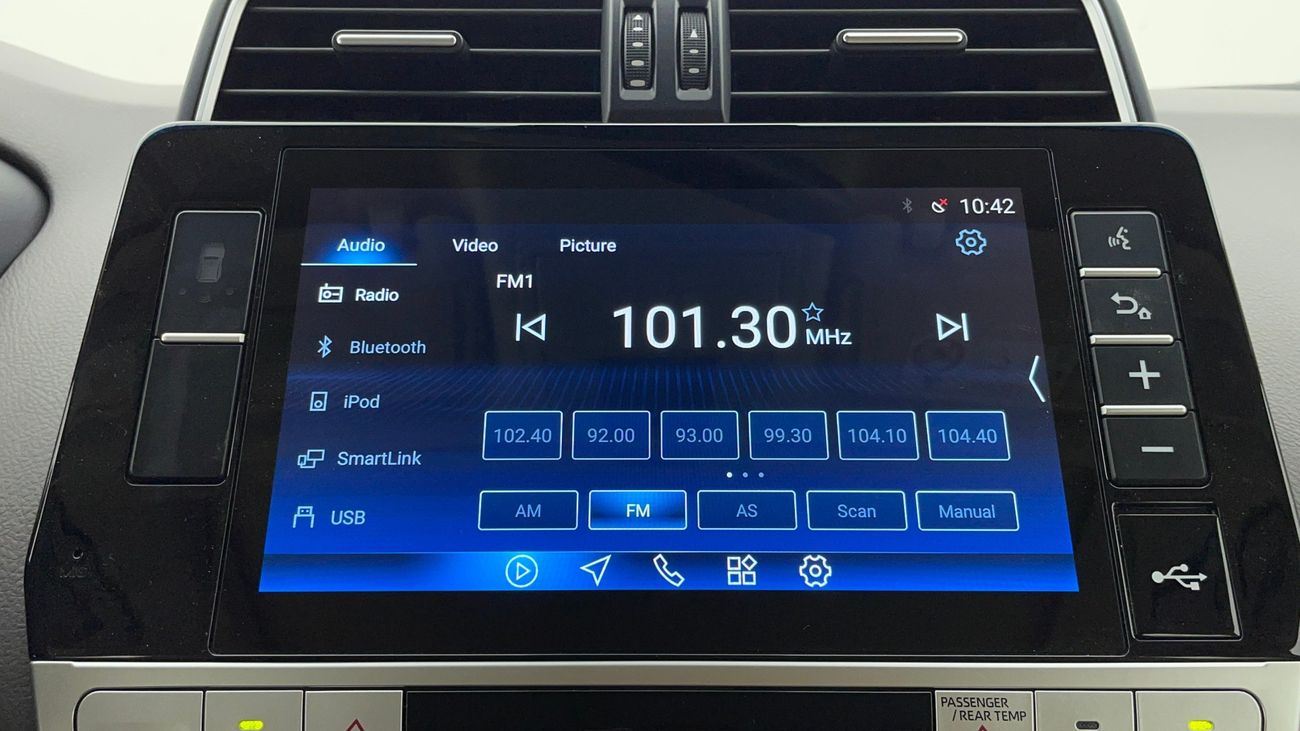 10:42
Audio Video Picture
FM1
Radio
101.30 MHz
Bluetooth
iPod
102.40 92.00 93.00 99.30 104.10 104.40
SmartLink
AM FM AS Scan Manual
USB
MIC
PASSENGER
/REAR TEMP